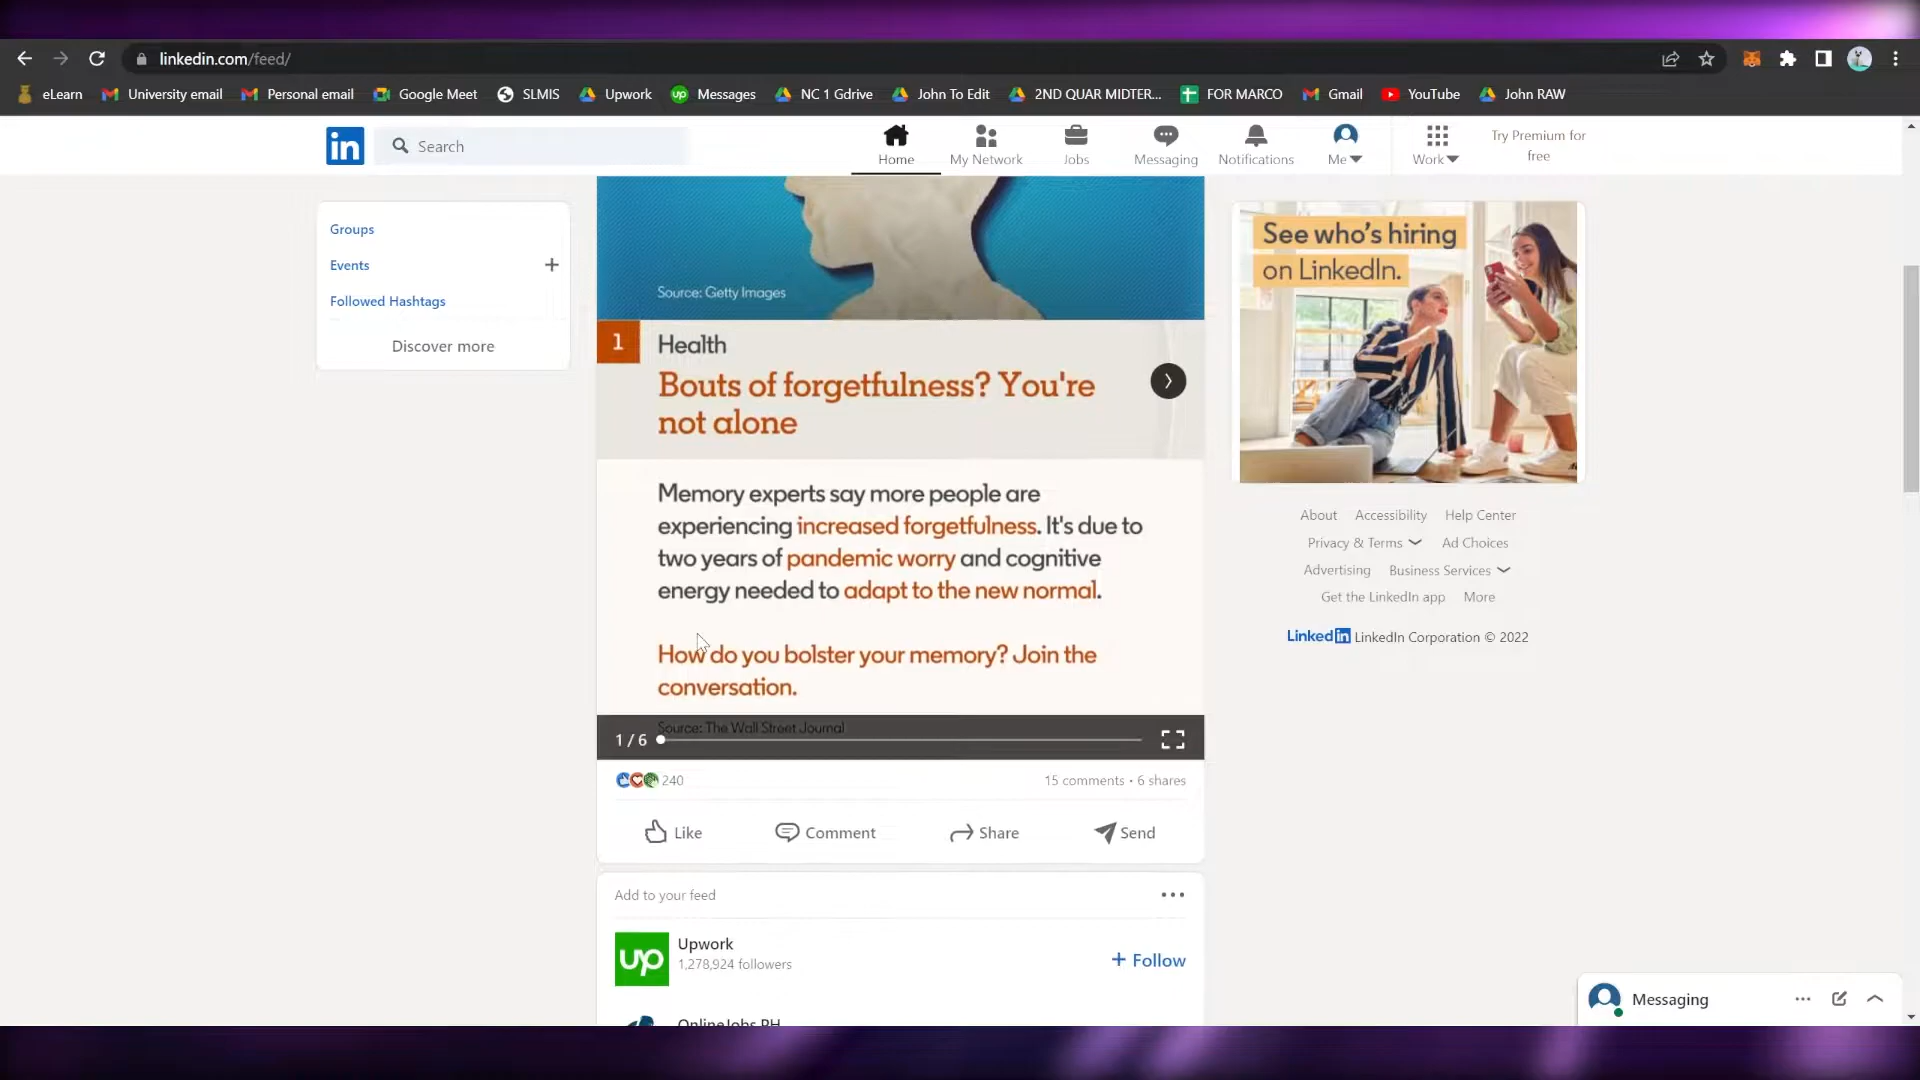 linkedin.com/feed/
eLearn University email Personal email Google Meet SLMIS Upwork up Messages NC 1 Gdrive John To Edit 2ND QUAR MIDTER... FOR MARCO Gmail YouTube John RAW
in Search Home My Network Jobs Messaging Notifications Me Work Try Premium for
free
Groups
Events
Followed Hashtags
Discover more
Source: Getty Images
1 Health
Bouts of forgetfulness? You're
not alone
Memory experts say more people are
experiencing increased forgetfulness. It's due to
two years of pandemic worry and cognitive
energy needed to adapt to the new normal.
How do you bolster your memory? Join the
conversation.
Source: The Wall Street Journal
1 / 6
240 15 comments • 6 shares
Like Comment Share Send
Add to your feed
up Upwork
1,278,924 followers
+ Follow
OnlineJobs.PH
See who's hiring
on LinkedIn.
About Accessibility Help Center
Privacy & Terms Ad Choices
Advertising Business Services
Get the LinkedIn app More
Linkedin LinkedIn Corporation © 2022
Messaging